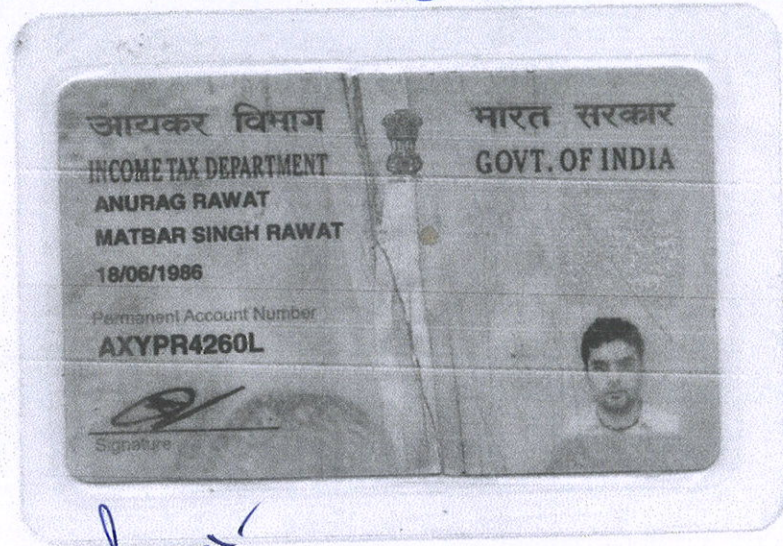 आयकर विभाग
भारत सरकार
INCOME TAX DEPARTMENT
GOVT. OF INDIA
ANURAG RAWAT
MATBAR SINGH RAWAT
18/06/1986
Permanent Account Number
AXYPR4260L
Signature